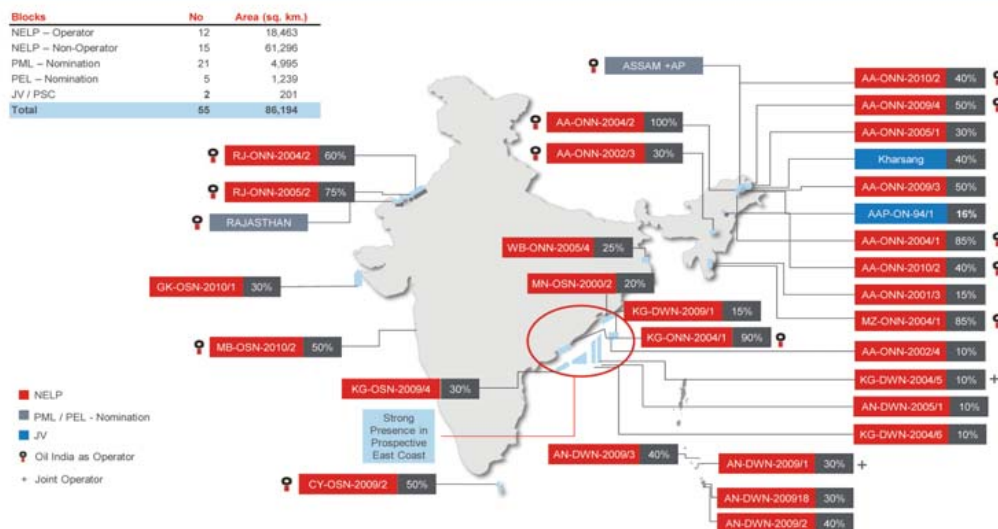 Blocks No Area (sq. km.)
NELP – Operator 12 18,463
NELP – Non-Operator 15 61,296
PML – Nomination 21 4,995
PEL – Nomination 5 1,239
JV / PSC 2 201
Total 55 86,194
ASSAM +AP
AA-ONN-2010/2 40%
AA-ONN-2009/4 50%
AA-ONN-2004/2 100%
AA-ONN-2005/1 30%
RJ-ONN-2004/2 60%
AA-ONN-2002/3 30%
Kharsang 40%
RJ-ONN-2005/2 75%
AA-ONN-2009/3 50%
RAJASTHAN
AAP-ON-94/1 16%
WB-ONN-2005/4 25%
AA-ONN-2004/1 85%
GK-OSN-2010/1 30%
MN-OSN-2000/2 20%
AA-ONN-2010/2 40%
AA-ONN-2001/3 15%
KG-DWN-2009/1 15%
MZ-ONN-2004/1 85%
MB-OSN-2010/2 50%
KG-ONN-2004/1 90%
AA-ONN-2002/4 10%
KG-OSN-2009/4 30%
KG-DWN-2004/5 10% +
NELP
PML / PEL - Nomination
JV
Oil India as Operator
+ Joint Operator
Strong
Presence in
Prospective
East Coast
AN-DWN-2005/1 10%
KG-DWN-2004/6 10%
AN-DWN-2009/3 40%
AN-DWN-2009/1 30% +
CY-OSN-2009/2 50%
AN-DWN-200918 30%
AN-DWN-2009/2 40%